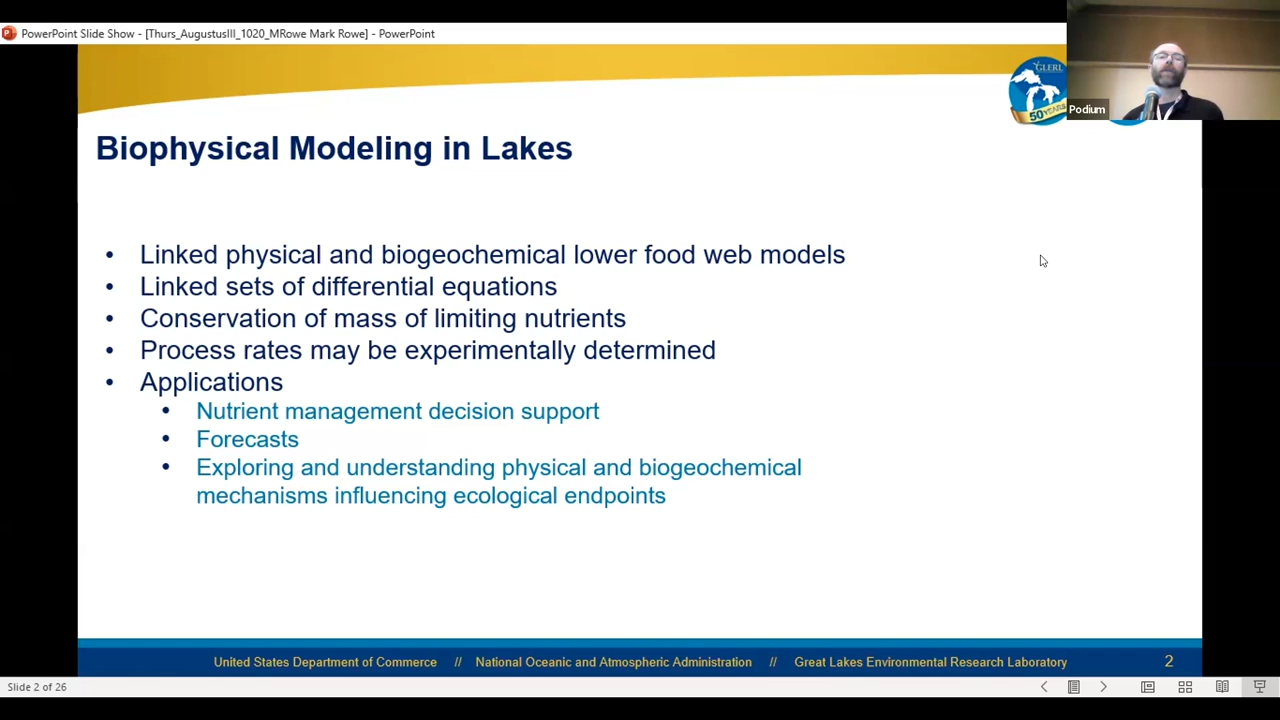 PowerPoint Slide Show - [Thurs_AugustusIII_1020_MRowe Mark Rowe] - PowerPoint
GLERL
50 YEARS
Podium
Biophysical Modeling in Lakes
• Linked physical and biogeochemical lower food web models
• Linked sets of differential equations
• Conservation of mass of limiting nutrients
• Process rates may be experimentally determined
• Applications
• Nutrient management decision support
• Forecasts
• Exploring and understanding physical and biogeochemical
mechanisms influencing ecological endpoints
United States Department of Commerce // National Oceanic and Atmospheric Administration // Great Lakes Environmental Research Laboratory 2
Slide 2 of 26